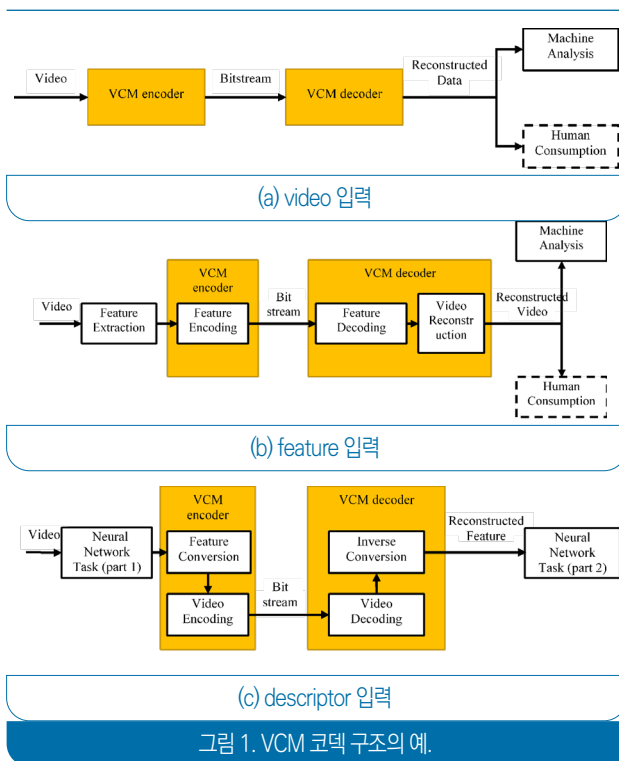 Machine
Analysis
Video
VCM encoder
Bitstream
VCM decoder
Reconstructed
Data
Human
Consumption
(a) video 입력
Machine
Analysis
VCM
encoder
VCM decoder
Video
Feature
Extraction
Feature
Encoding
Bit
stream
Feature
Decoding
Video
Reconstr
uction
Reconstructed
Video
Human
Consumption
(b) feature 입력
VCM
encoder
VCM decoder
Video
Neural
Network
Task (part 1)
Feature
Conversion
Video
Encoding
Bit
stream
Inverse
Conversion
Video
Decoding
Reconstructed
Feature
Neural
Network
Task (part 2)
(c) descriptor 입력
그림 1. VCM 코덱 구조의 예.